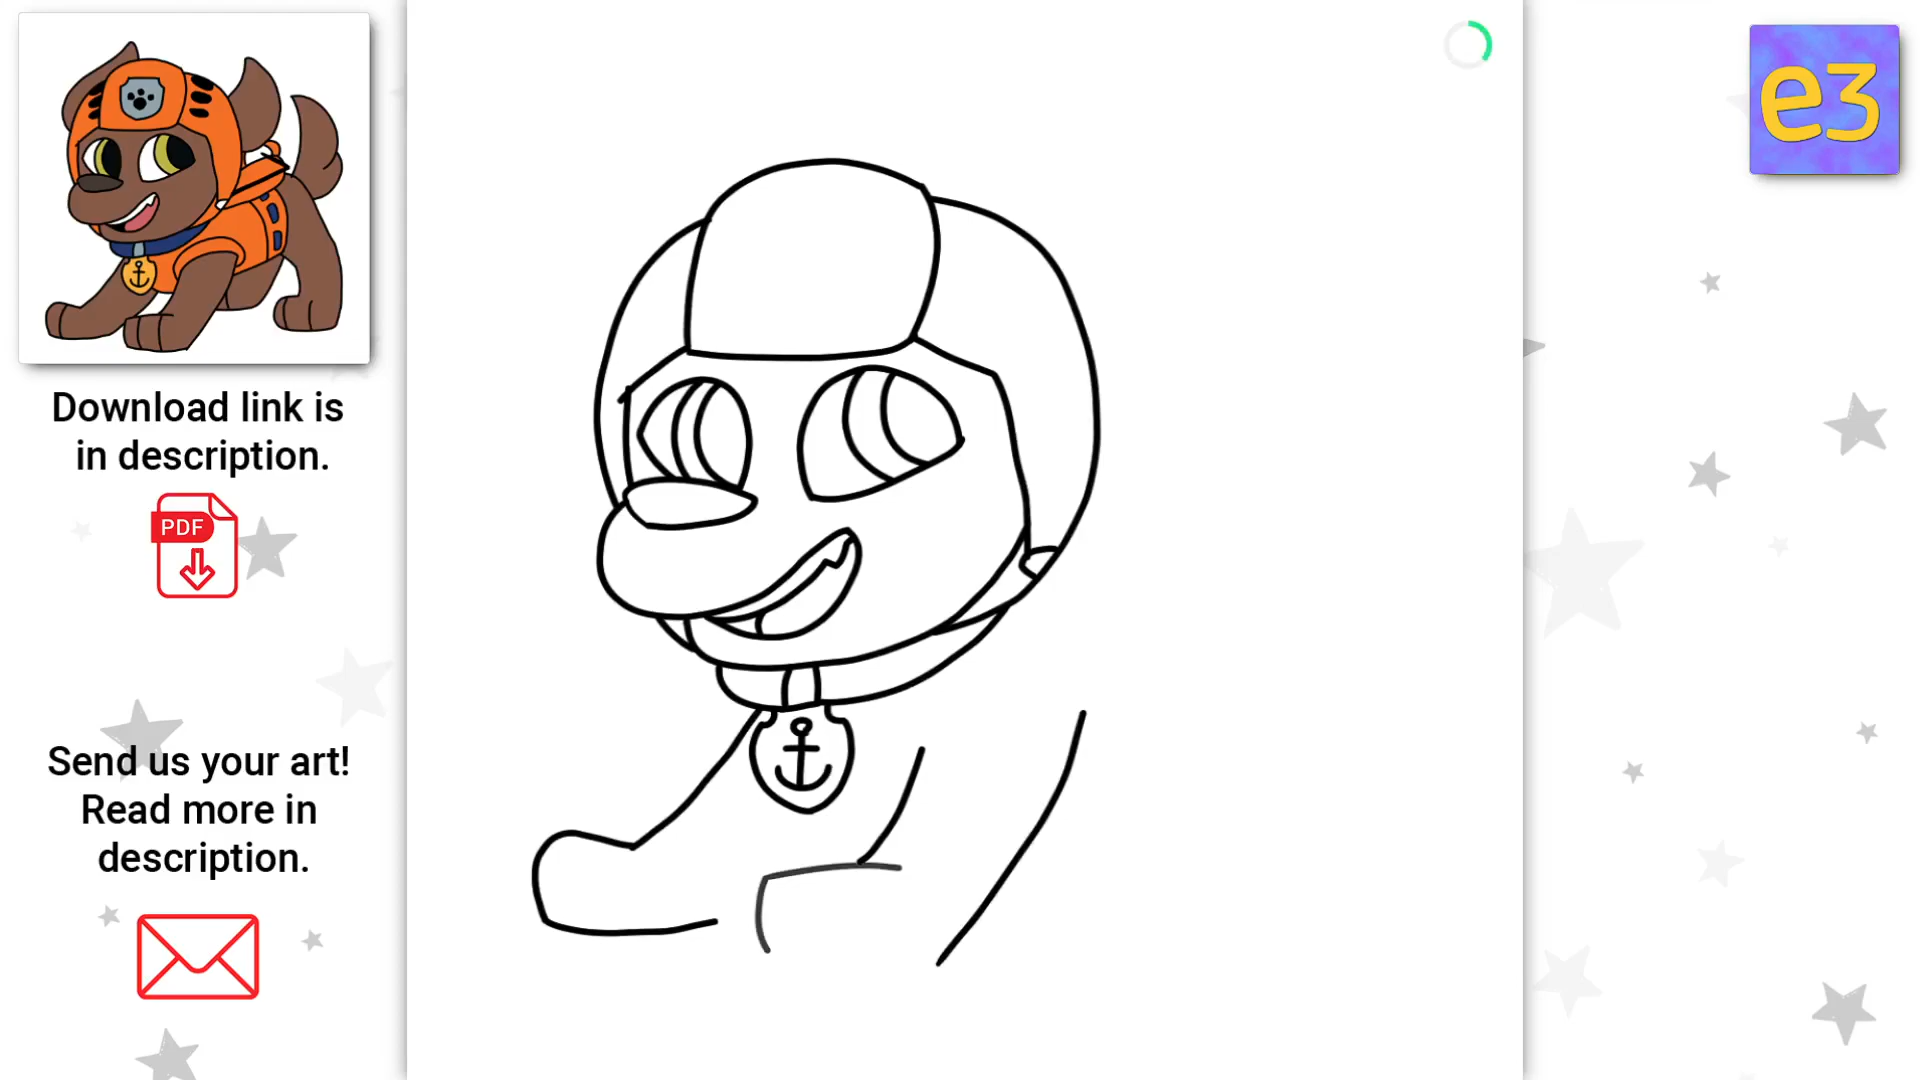 e3
Download link is
in description.
PDF
Send us your art!
Read more in
description.